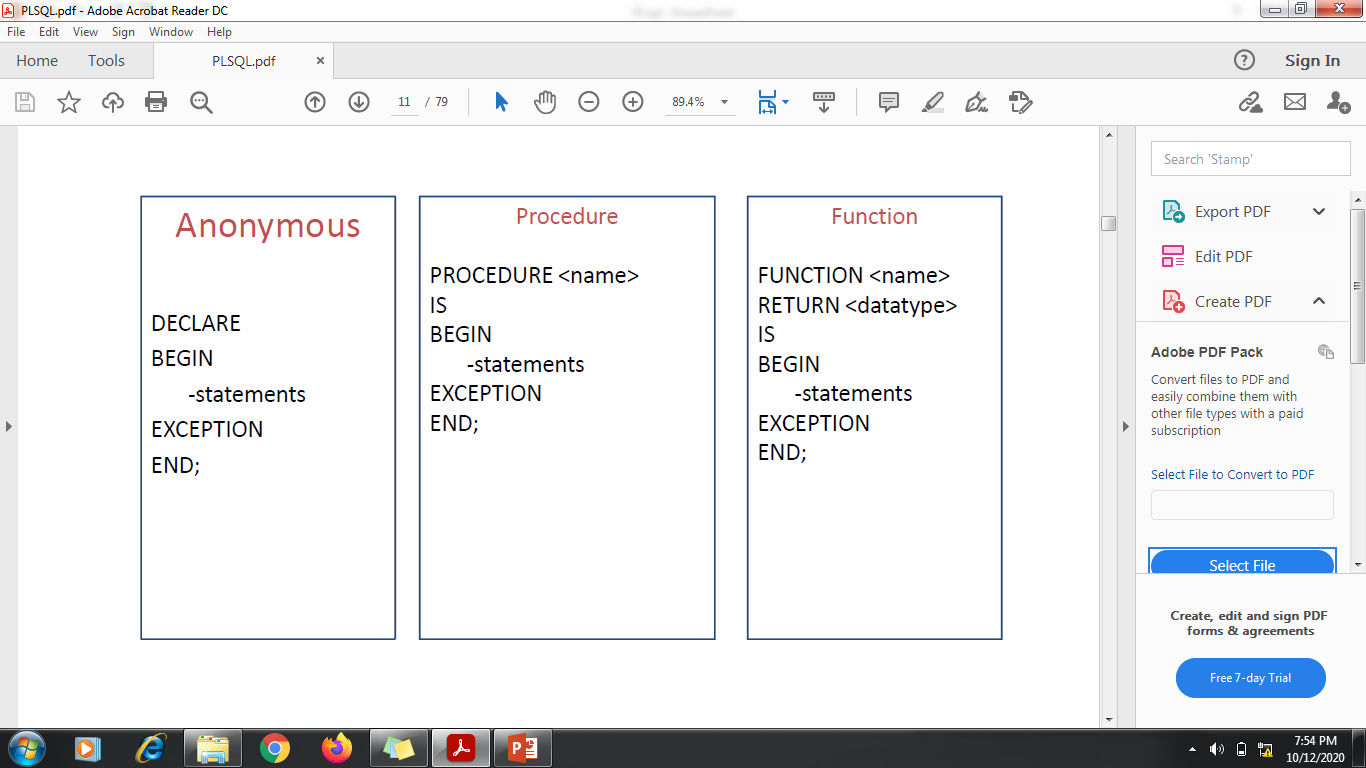 PLSQL.pdf - Adobe Acrobat Reader DC
File Edit View Sign Window Help
Home Tools PLSQL.pdf × ? Sign In
11 / 79 89.4%
Anonymous
DECLARE
BEGIN
-statements
EXCEPTION
END;
Procedure
PROCEDURE <name>
IS
BEGIN
-statements
EXCEPTION
END;
Function
FUNCTION <name>
RETURN <datatype>
IS
BEGIN
-statements
EXCEPTION
END;
Search 'Stamp'
Export PDF
Edit PDF
Create PDF
Adobe PDF Pack
Convert files to PDF and
easily combine them with
other file types with a paid
subscription
Select File to Convert to PDF
Select File
Create, edit and sign PDF
forms & agreements
Free 7-day Trial
7:54 PM
10/12/2020